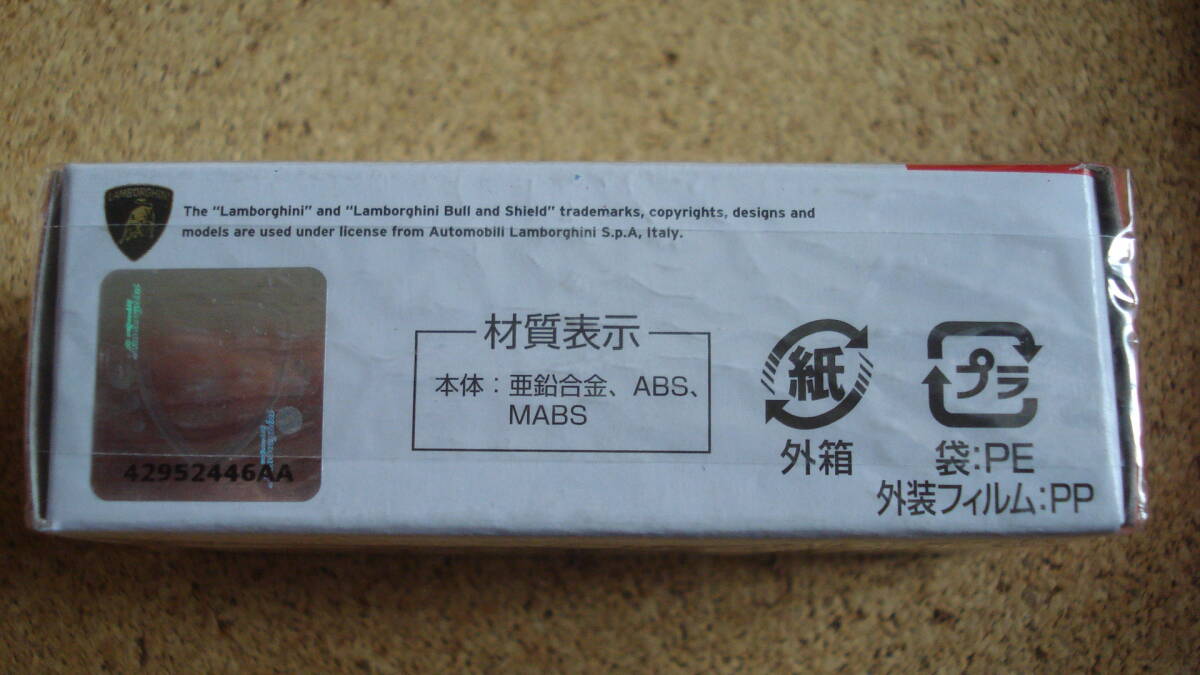 LAMBORGHINI
The “Lamborghini” and “Lamborghini Bull and Shield” trademarks, copyrights, designs and
models are used under license from Automobili Lamborghini S.p.A, Italy.
42952446AA
材質表示
本体：亜鉛合金、ABS、
MABS
紙
外箱
プラ
袋:PE
外装フィルム:PP